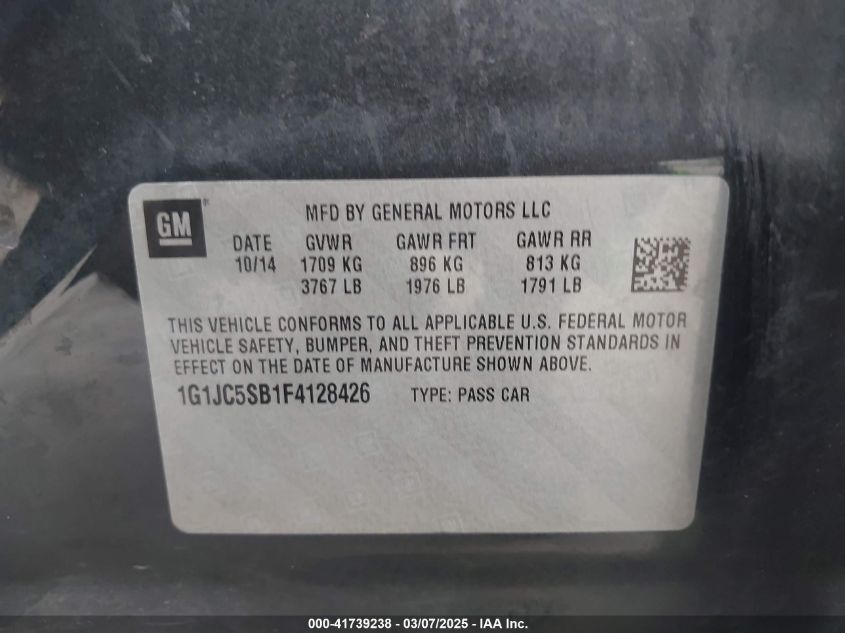 GM
MFD BY GENERAL MOTORS LLC
DATE GVWR GAWR FRT GAWR RR
10/14 1709 KG 896 KG 813 KG
3767 LB 1976 LB 1791 LB
THIS VEHICLE CONFORMS TO ALL APPLICABLE U.S. FEDERAL MOTOR
VEHICLE SAFETY, BUMPER, AND THEFT PREVENTION STANDARDS IN
EFFECT ON THE DATE OF MANUFACTURE SHOWN ABOVE.
1G1JC5SB1F4128426 TYPE: PASS CAR
000-41739238 - 03/07/2025 - IAA Inc.